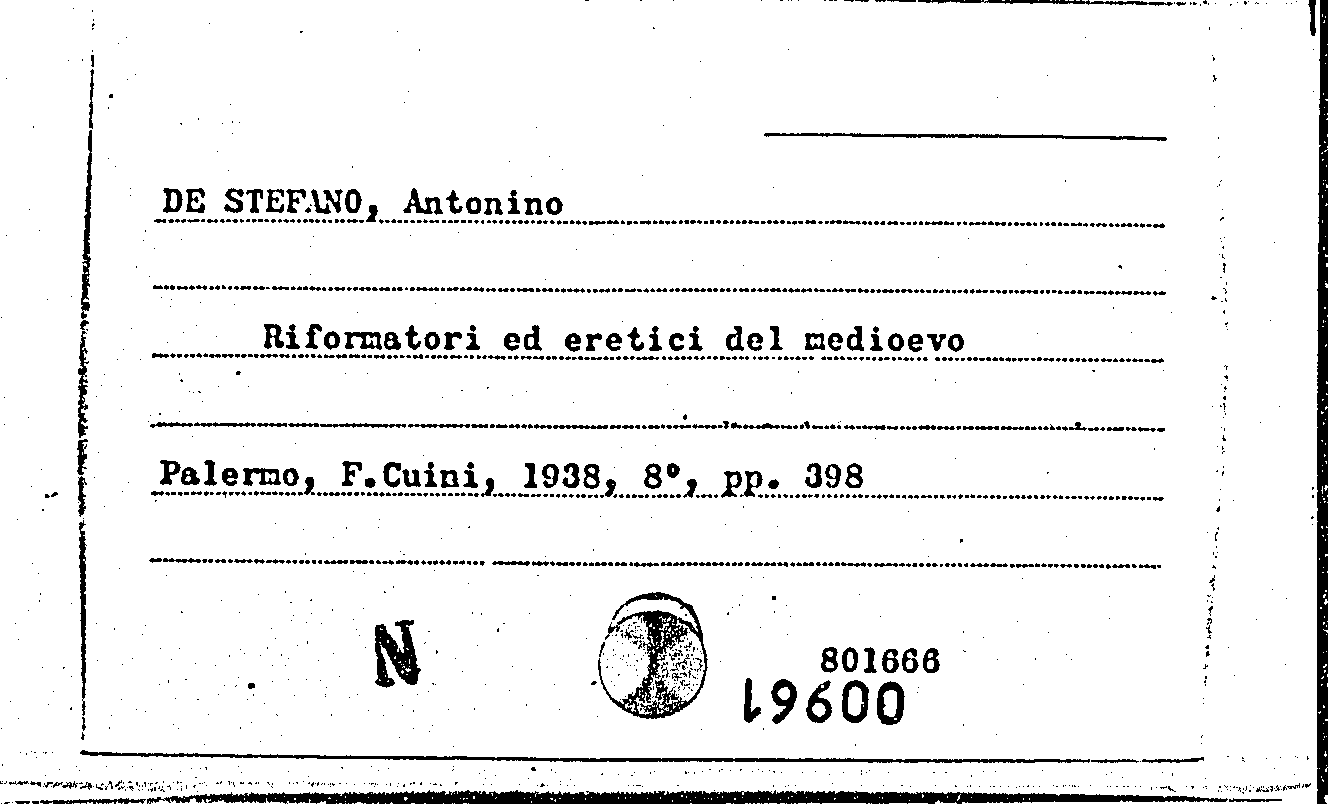 DE STEFANO, Antonino
Riformatori ed eretici del medioevo
Palermo, F.Cuini, 1938, 8°, pp. 398
N
801666
19600